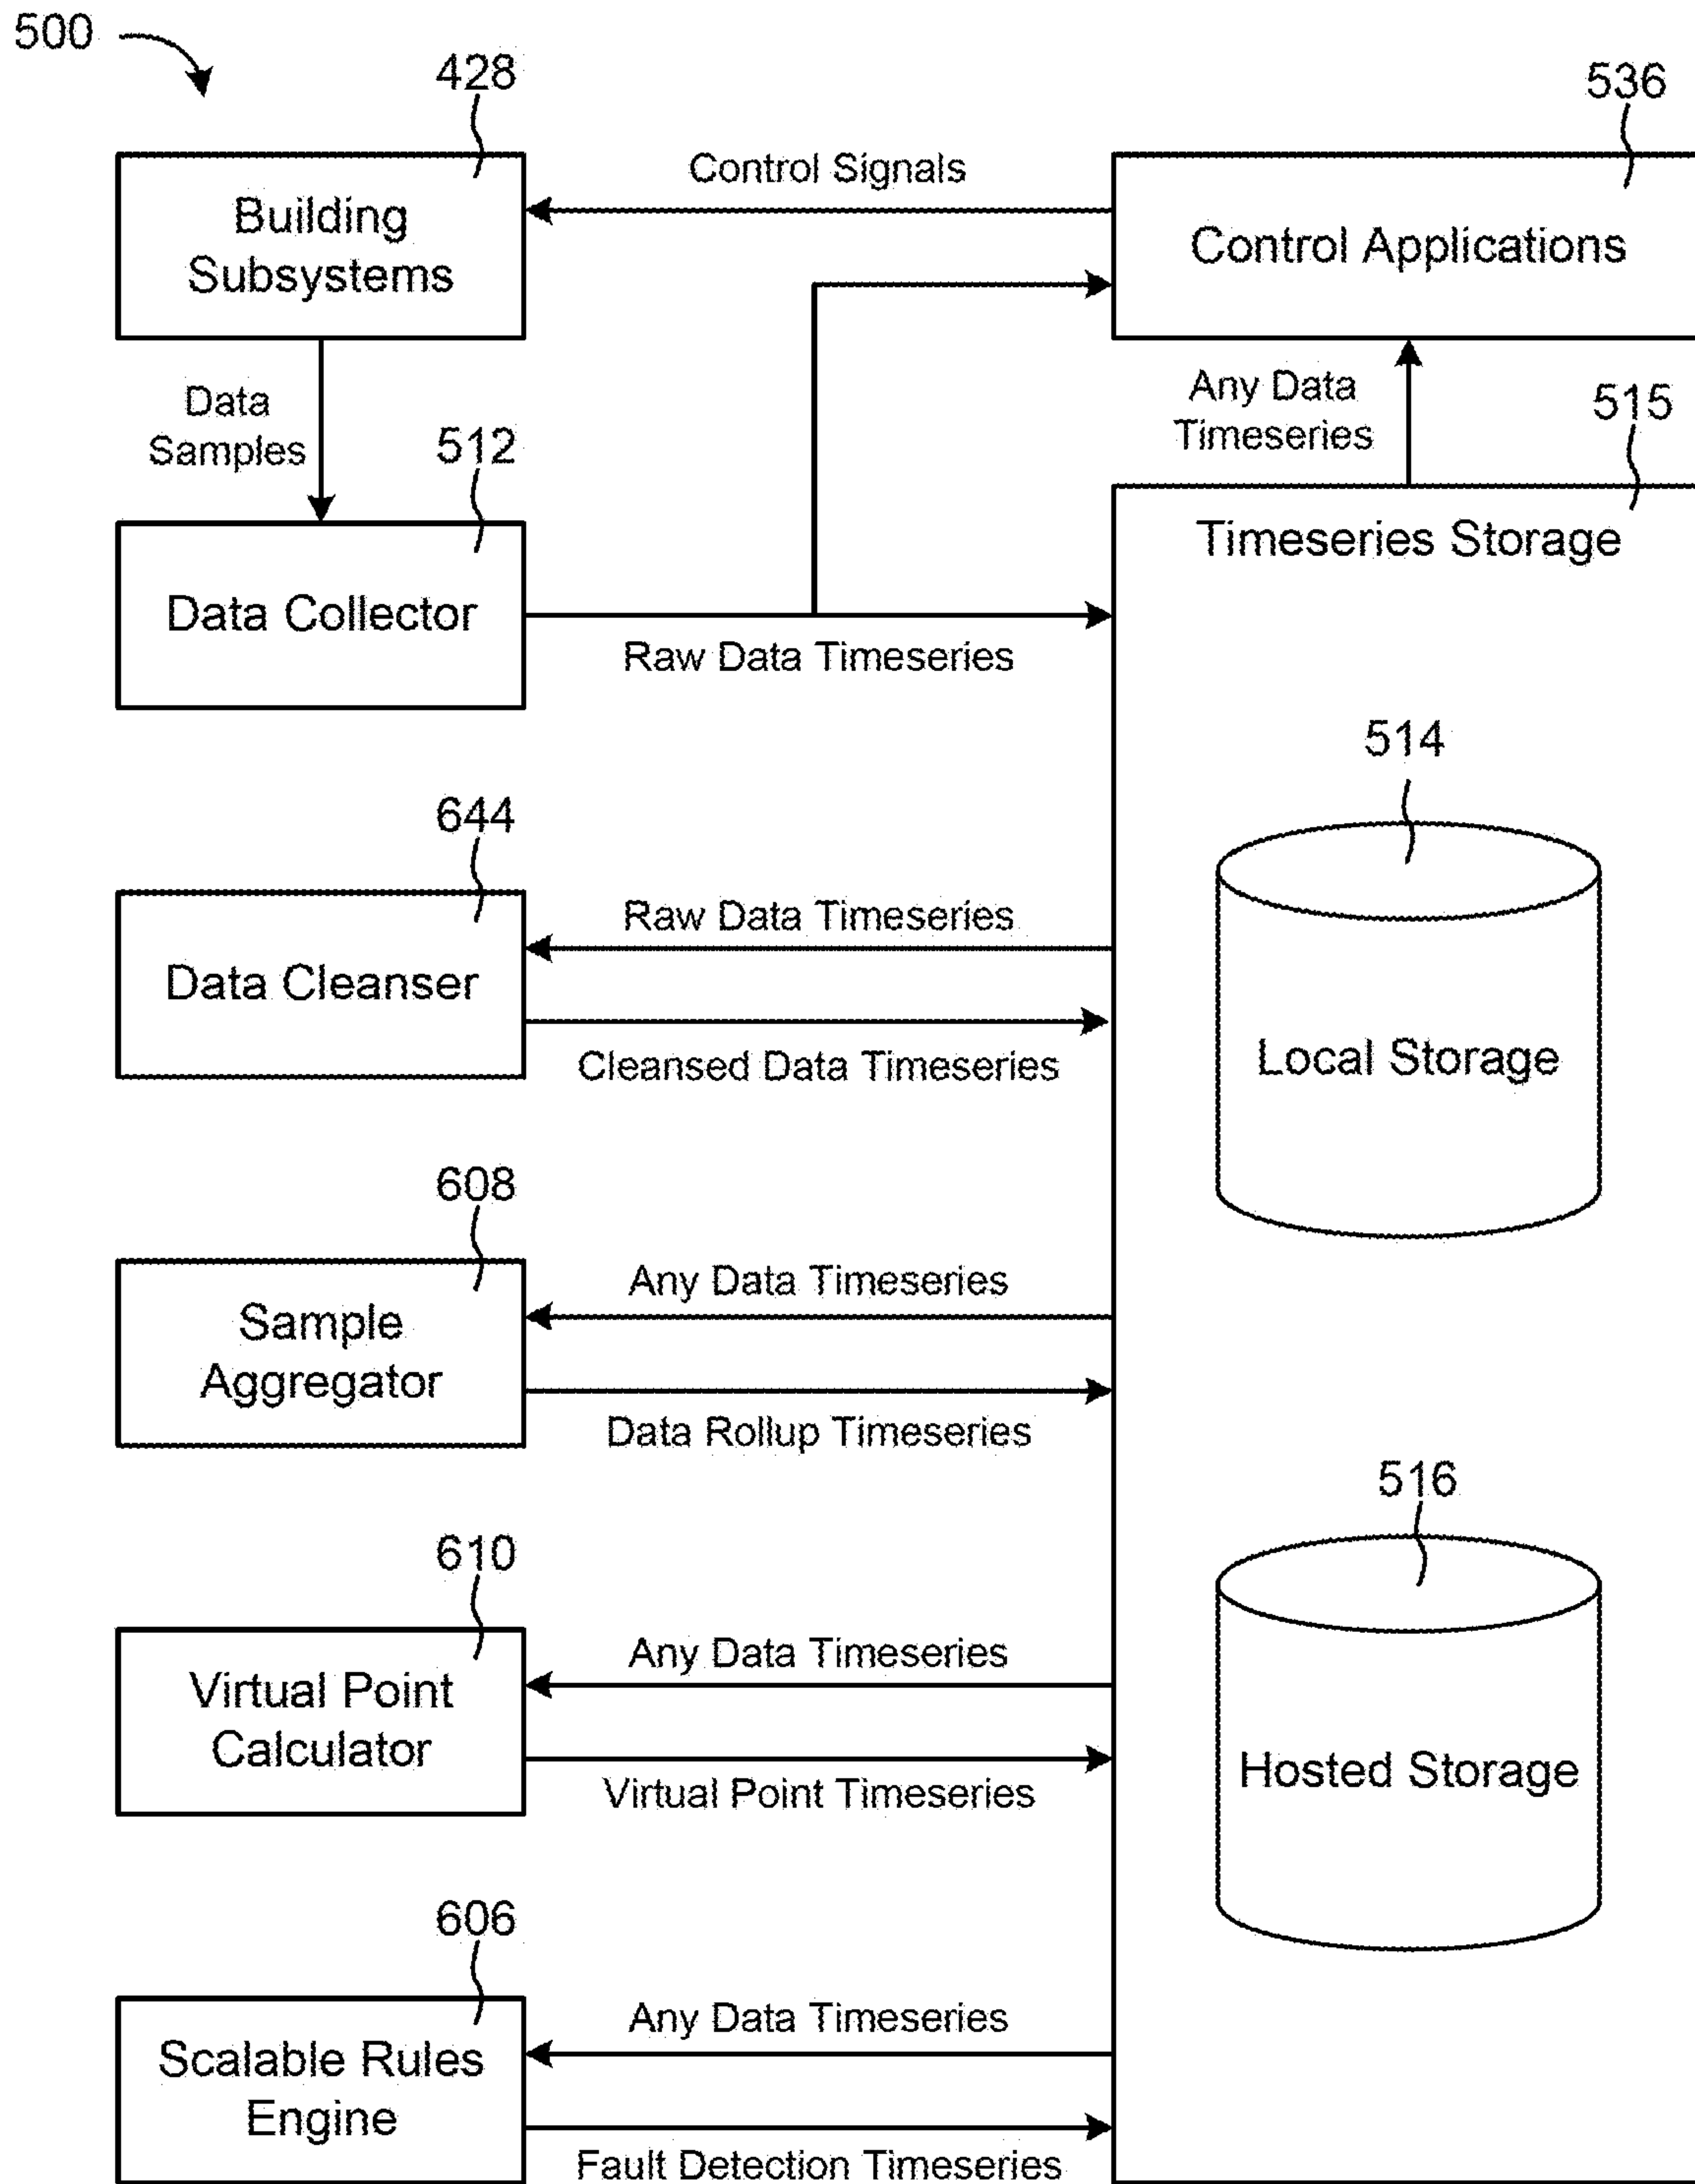 500
428
536
Control Signals
Building
Subsystems
Control Applications
Data
Samples
Any Data
Timeseries
515
512
Timeseries Storage
Data Collector
Raw Data Timeseries
514
644
Raw Data Timeseries
Data Cleanser
Cleansed Data Timeseries
Local Storage
608
Any Data Timeseries
Sample
Aggregator
Data Rollup Timeseries
516
610
Any Data Timeseries
Virtual Point
Calculator
Virtual Point Timeseries
Hosted Storage
606
Any Data Timeseries
Scalable Rules
Engine
Fault Detection Timeseries